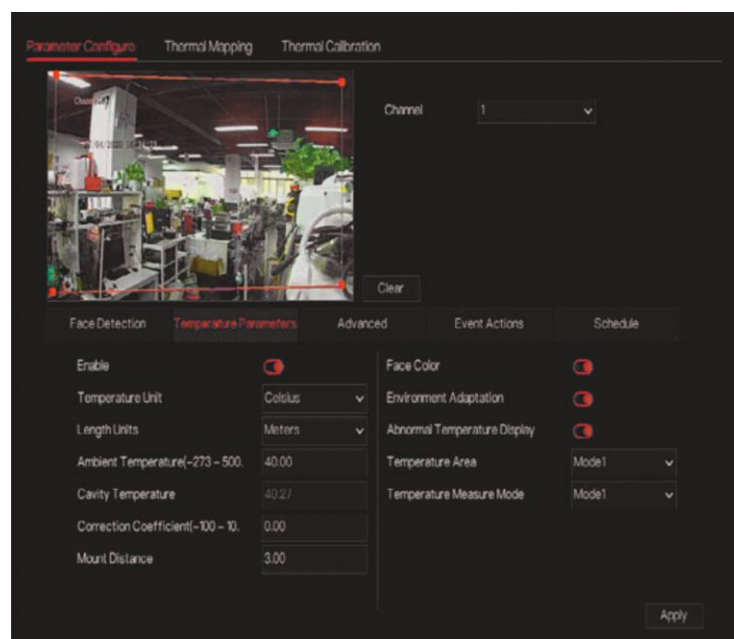 Parameter Configure Thermal Mapping Thermal Calibration
Channel 1
Clear
Face Detection Temperature Parameters Advanced Event Actions Schedule
Enable Face Color
Temperature Unit Celsius Environment Adaptation
Length Units Meters Abnormal Temperature Display
Ambient Temperature(-273 - 500. 40.00 Temperature Area Mode1
Cavity Temperature 40.27 Temperature Measure Mode Mode1
Correction Coefficient(-100 - 10. 0.00
Mount Distance 3.00
Apply